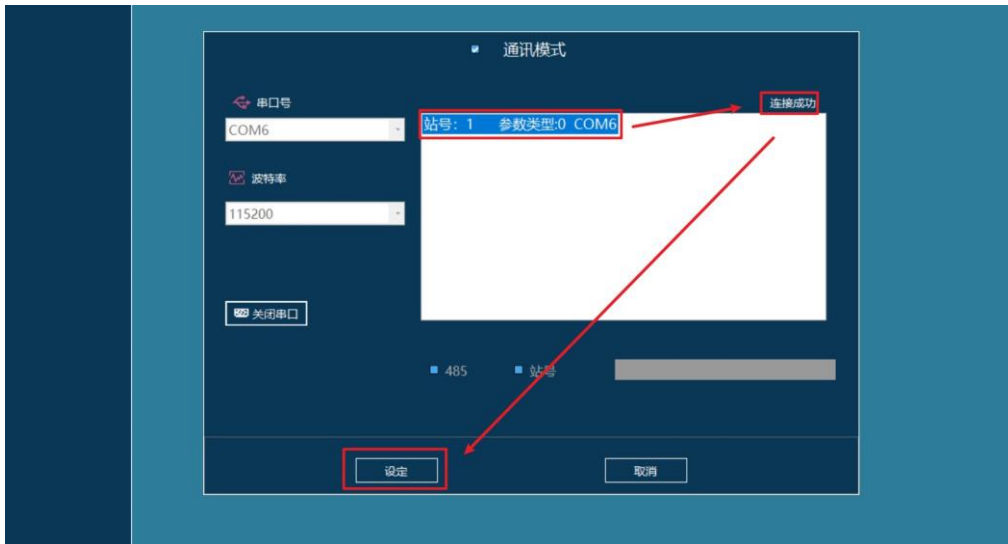 通讯模式
串口号
连接成功
COM6
站号：1 参数类型:0 COM6
波特率
115200
关闭串口
485 站号
设定 取消